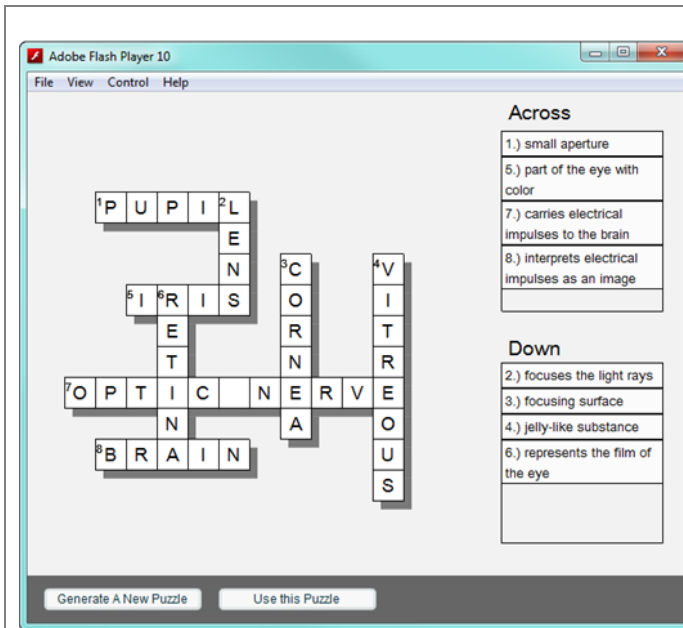 Adobe Flash Player 10
File View Control Help
Across
1.) small aperture
5.) part of the eye with
color
7.) carries electrical
impulses to the brain
8.) interprets electrical
impulses as an image
Down
2.) focuses the light rays
3.) focusing surface
4.) jelly-like substance
6.) represents the film of
the eye
1 P U P I 2 L
E
N 3 C 4 V
5 I 6 R I S O I
E R T
T N R
7 O P T I C N E R V E
N A O
8 B R A I N U
S
Generate A New Puzzle Use this Puzzle